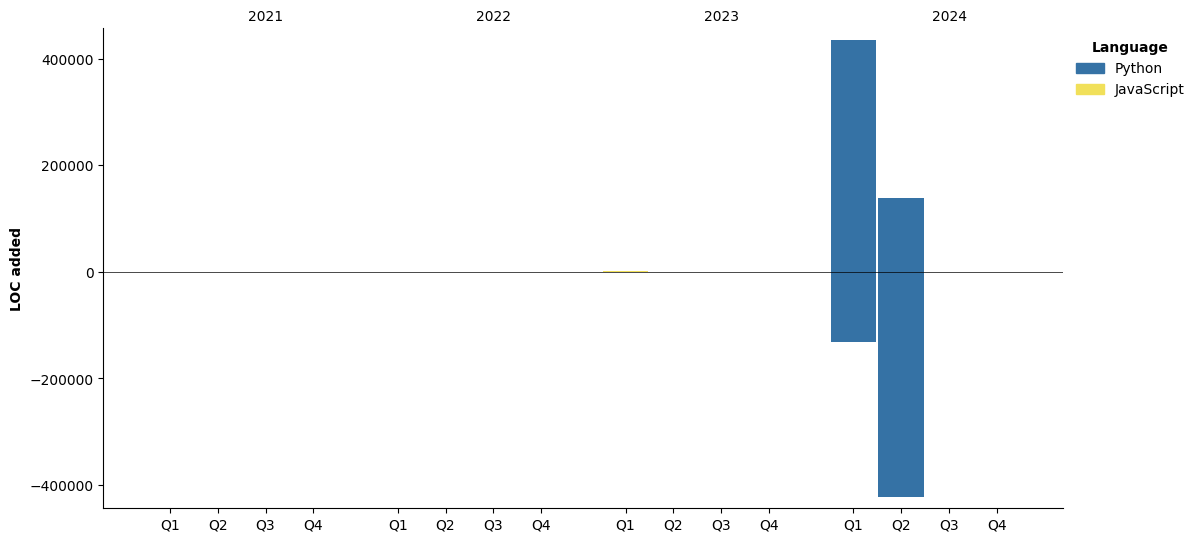 2021 2022 2023 2024
Language
Python
JavaScript
400000
200000
0
−200000
−400000
LOC added
Q1 Q2 Q3 Q4 Q1 Q2 Q3 Q4 Q1 Q2 Q3 Q4 Q1 Q2 Q3 Q4